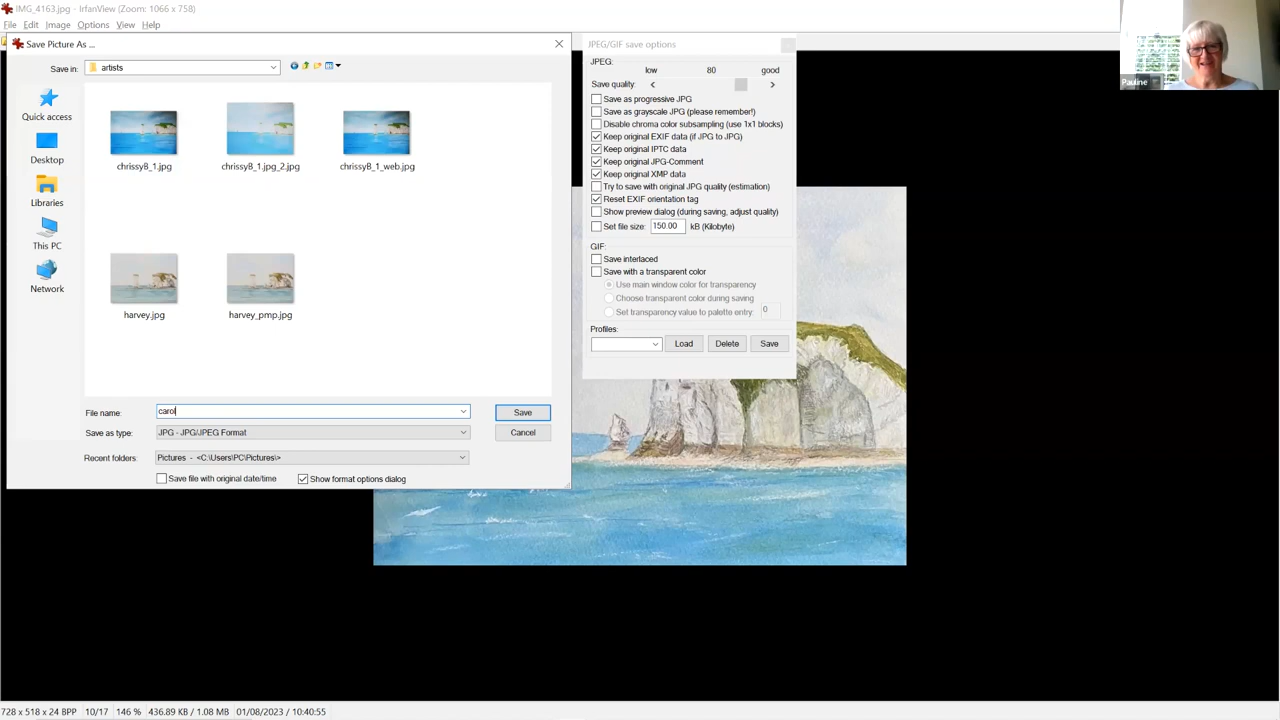 IMG_4163.jpg - IrfanView (Zoom: 1066 x 758)
File Edit Image Options View Help
Save Picture As ...
Save in: artists
Quick access
Desktop
Libraries
This PC
Network
chrissyB_1.jpg chrissyB_1.jpg_2.jpg chrissyB_1_web.jpg
harvey.jpg harvey_pmp.jpg
File name: carol
Save
Save as type: JPG - JPG/JPEG Format
Cancel
Recent folders: Pictures - <C:\Users\PC\Pictures\>
Save file with original date/time Show format options dialog
JPEG/GIF save options
JPEG:
low 80 good
Save quality:
Save as progressive JPG
Save as grayscale JPG (please remember!)
Disable chroma color subsampling (use 1x1 blocks)
Keep original EXIF data (if JPG to JPG)
Keep original IPTC data
Keep original JPG-Comment
Keep original XMP data
Try to save with original JPG quality (estimation)
Reset EXIF orientation tag
Show preview dialog (during saving, adjust quality)
Set file size: 150.00 kB (Kilobyte)
GIF:
Save interlaced
Save with a transparent color
Use main window color for transparency
Choose transparent color during saving
Set transparency value to palette entry: 0
Profiles:
Load Delete Save
Pauline
728 x 518 x 24 BPP 10/17 146 % 436.89 KB / 1.08 MB 01/08/2023 / 10:40:55